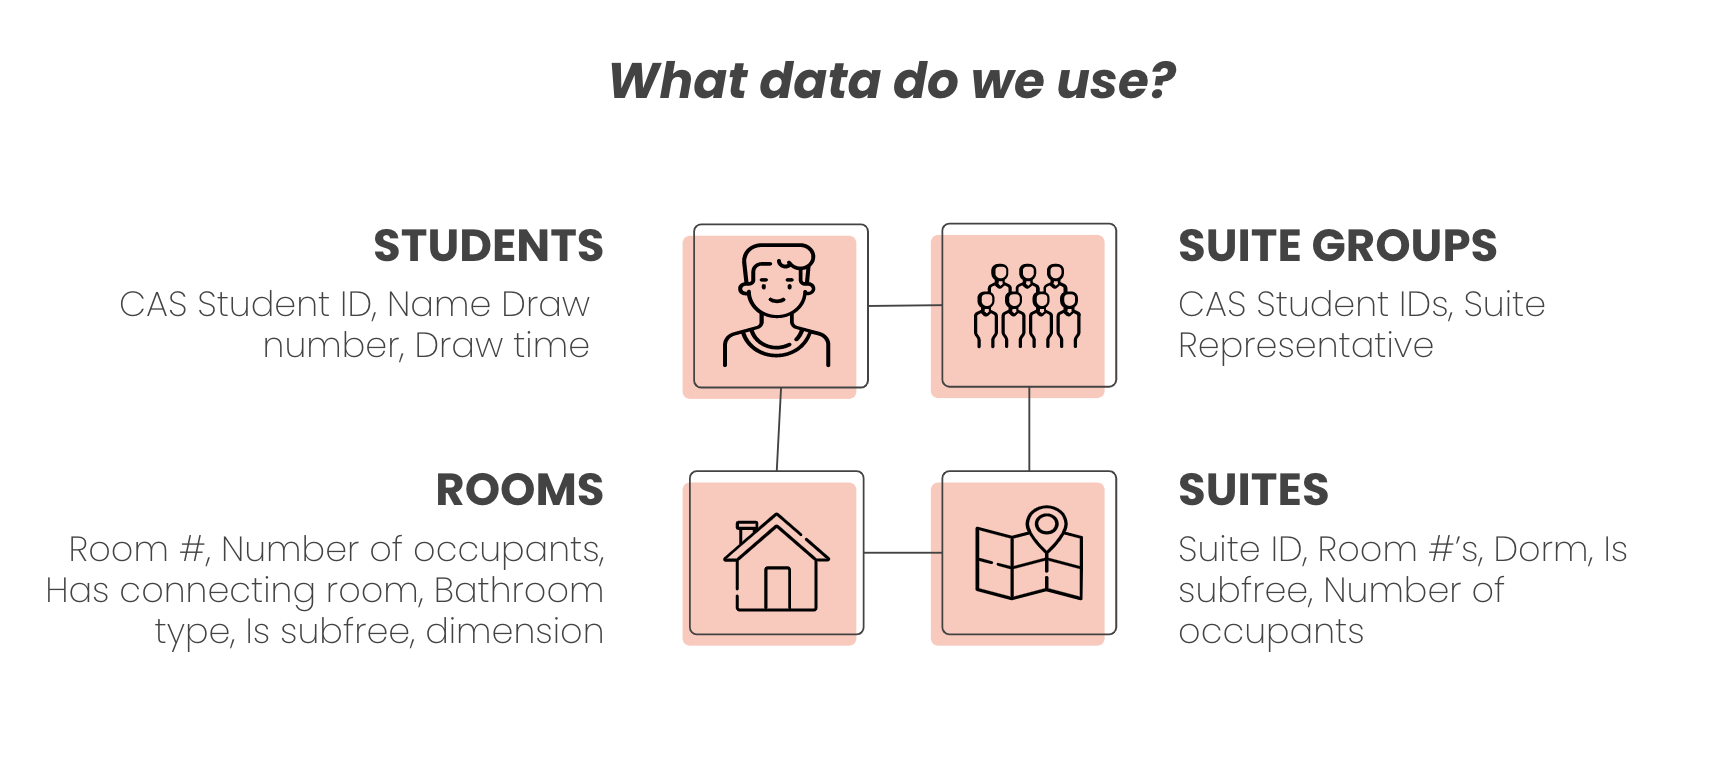 What data do we use?
STUDENTS
CAS Student ID, Name Draw
number, Draw time
SUITE GROUPS
CAS Student IDs, Suite
Representative
ROOMS
Room #, Number of occupants,
Has connecting room, Bathroom
type, Is subfree, dimension
SUITES
Suite ID, Room #’s, Dorm, Is
subfree, Number of
occupants